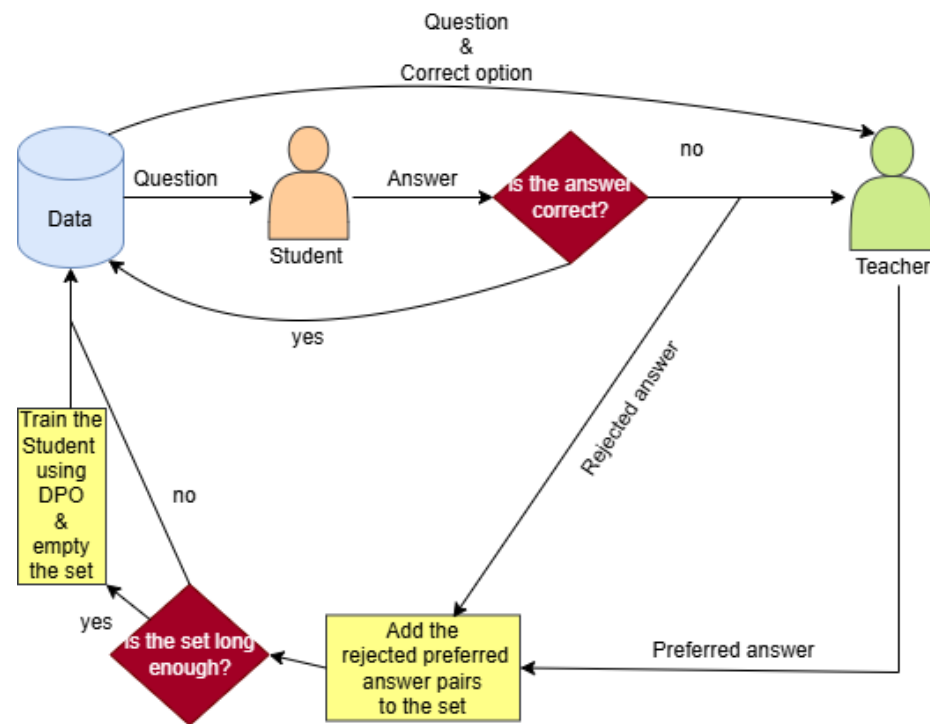 Question
&
Correct option
no
Question
Answer
Is the answer
correct?
Data
Student
Teacher
yes
Rejected answer
Train the
Student
using
DPO
&
empty
the set
no
yes
Is the set long
enough?
Add the
rejected preferred
answer pairs
to the set
Preferred answer